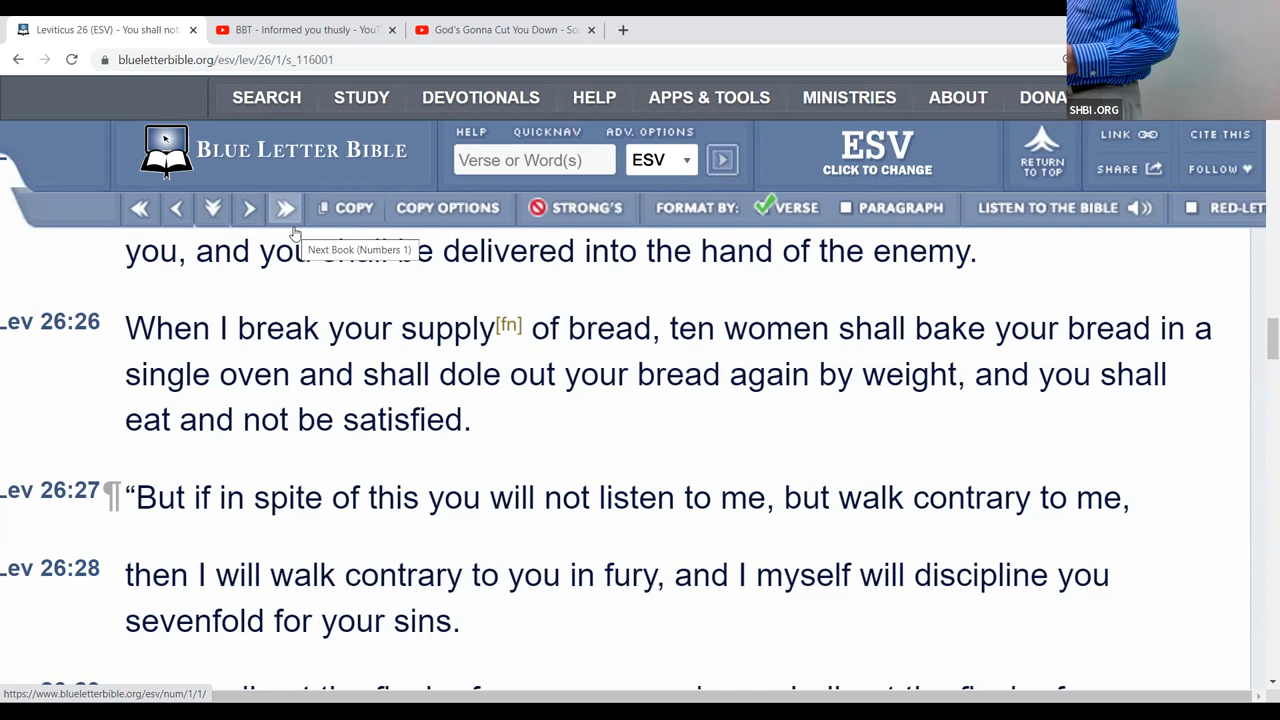 Leviticus 26 (ESV) - You shall not
BBT - Informed you thusly - YouT
God's Gonna Cut You Down - Sou
blueletterbible.org/esv/lev/26/1/s_116001
SHBI.ORG
SEARCH STUDY DEVOTIONALS HELP APPS & TOOLS MINISTRIES ABOUT DONA
BLUE LETTER BIBLE
HELP QUICKNAV ADV. OPTIONS
Verse or Word(s) ESV
ESV
CLICK TO CHANGE
RETURN
TO TOP
LINK CITE THIS
SHARE FOLLOW
COPY COPY OPTIONS STRONG'S FORMAT BY: VERSE PARAGRAPH LISTEN TO THE BIBLE RED LET
you, and you shall be delivered into the hand of the enemy.
Next Book (Numbers 1)
Lev 26:26 When I break your supply[fn] of bread, ten women shall bake your bread in a
single oven and shall dole out your bread again by weight, and you shall
eat and not be satisfied.
Lev 26:27 ¶ “But if in spite of this you will not listen to me, but walk contrary to me,
Lev 26:28 then I will walk contrary to you in fury, and I myself will discipline you
sevenfold for your sins.
https://www.blueletterbible.org/esv/num/1/1/